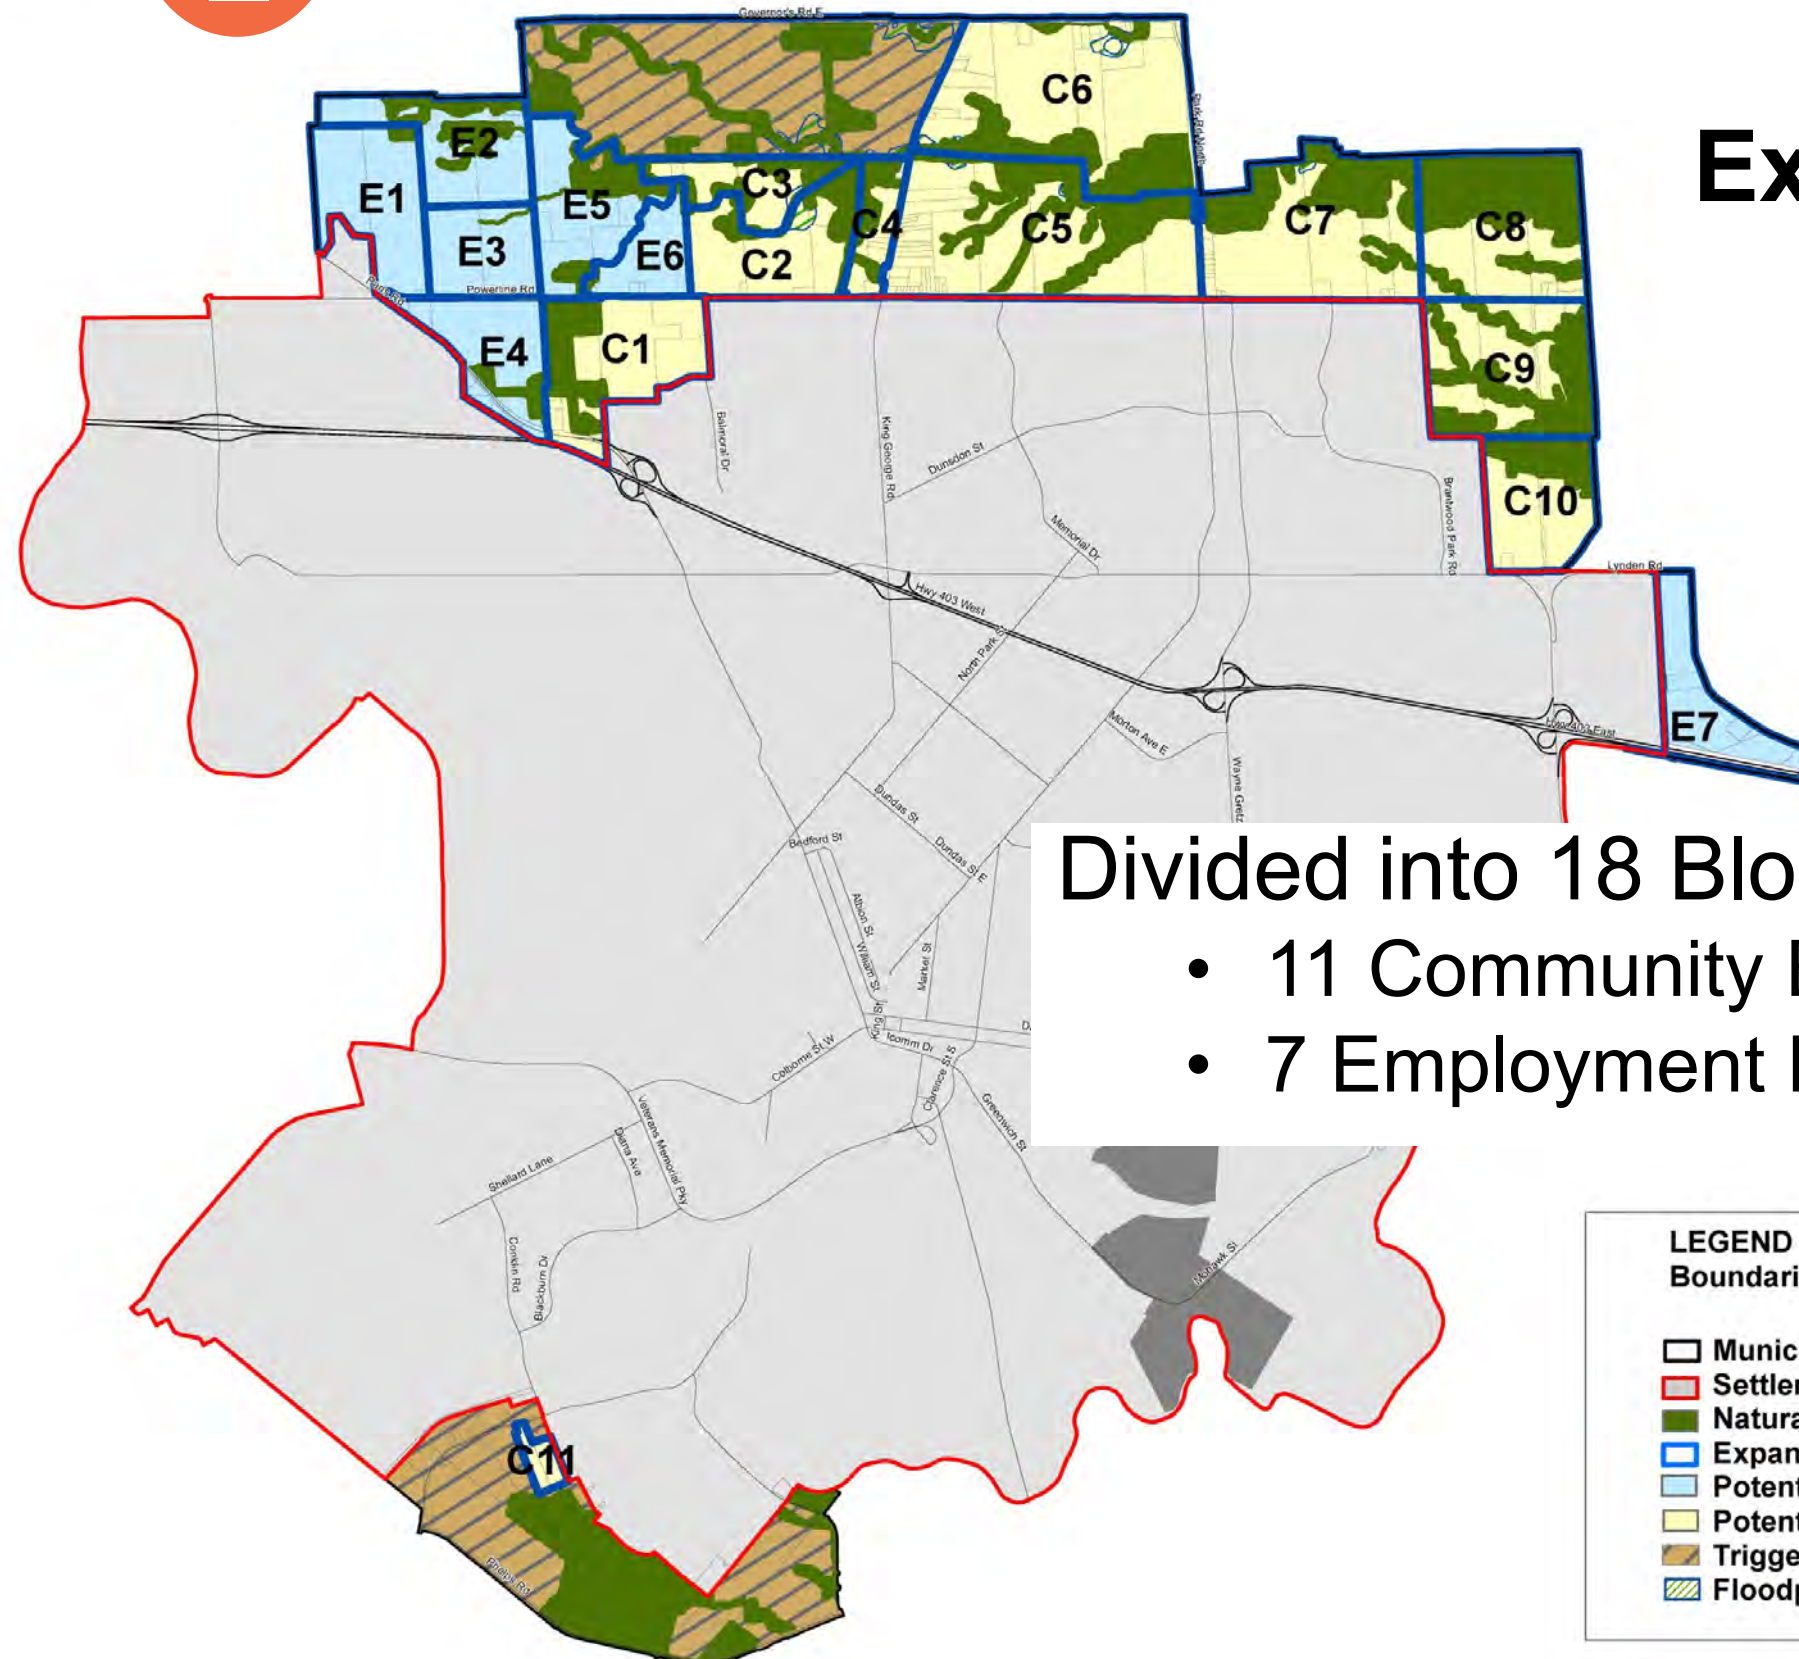 Governor's Rd E
C6
Park Rd North
Ex
E2
E1
E5
C3
C4
C5
C7
C8
E3
E6
C2
Powerline Rd
Paris Rd
E4
C1
C9
Balmoral Dr
King George Rd
Dunsdon St
Brantwood Park Rd
C10
Memorial Dr
Lynden Rd
Hwy 403 West
North Park St
E7
Hwy 403 East
Morton Ave E
Wayne Gretz
Dundas St
Dundas St E
Bedford St
Divided into 18 Blo
• 11 Community
• 7 Employment
Albion St
William St
Market St
King St
Icomm Dr
Colborne St W
Clarence St S
Greenwich St
Veterans Memorial Pky
Diana Ave
Shellard Lane
Conklin Rd
Blackburn Dr
Mohawk St
LEGEND
Boundari
Munic
Settler
Natura
Expan
Potent
Potent
Trigge
Floodp
C11
Phelps Rd